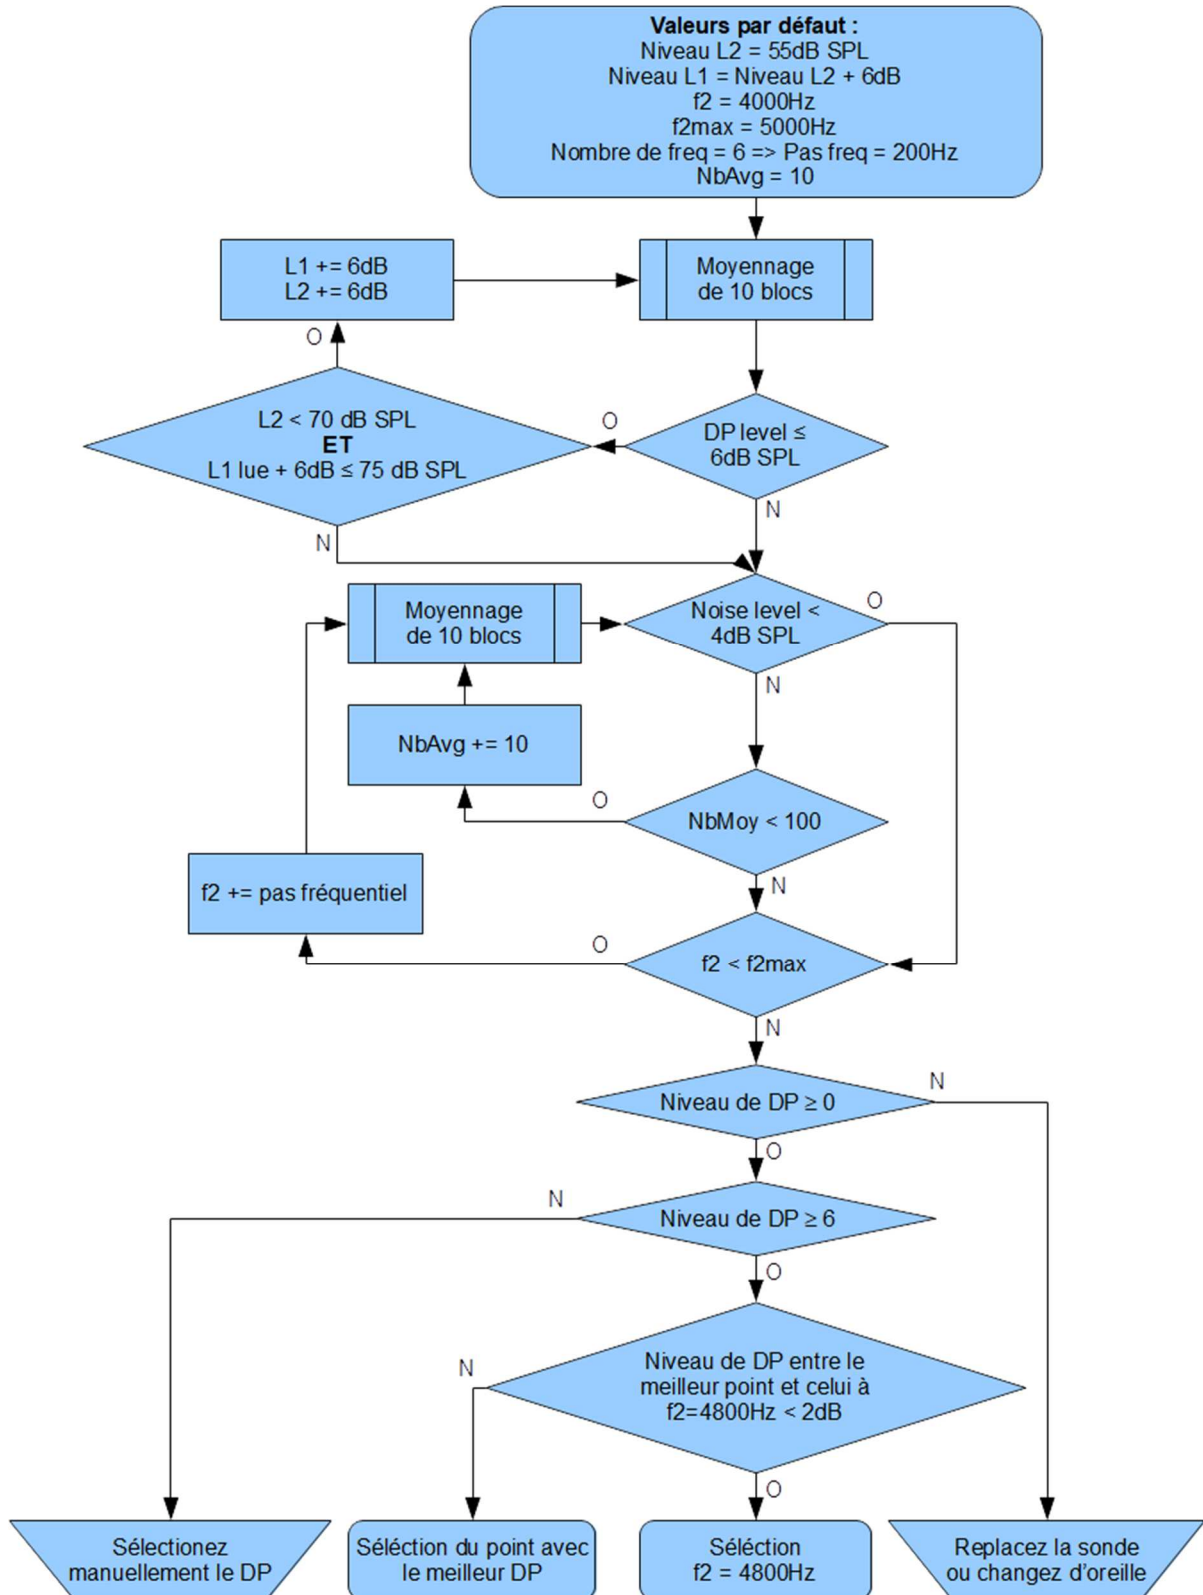 Valeurs par défaut :
Niveau L2 = 55dB SPL
Niveau L1 = Niveau L2 + 6dB
f2 = 4000Hz
f2max = 5000Hz
Nombre de freq = 6 => Pas freq = 200Hz
NbAvg = 10
L1 += 6dB
L2 += 6dB
Moyennage
de 10 blocs
O
L2 < 70 dB SPL
ET
L1 lue + 6dB ≤ 75 dB SPL
O
DP level ≤
6dB SPL
N
N
Moyennage
de 10 blocs
Noise level <
4dB SPL
O
N
NbAvg += 10
O
NbMoy < 100
N
f2 += pas fréquentiel
O
f2 < f2max
N
Niveau de DP ≥ 0
N
O
N
Niveau de DP ≥ 6
O
N
Niveau de DP entre le
meilleur point et celui à
f2=4800Hz < 2dB
O
Sélectionez
manuellement le DP
Séléction du point avec
le meilleur DP
Séléction
f2 = 4800Hz
Replacez la sonde
ou changez d'oreille